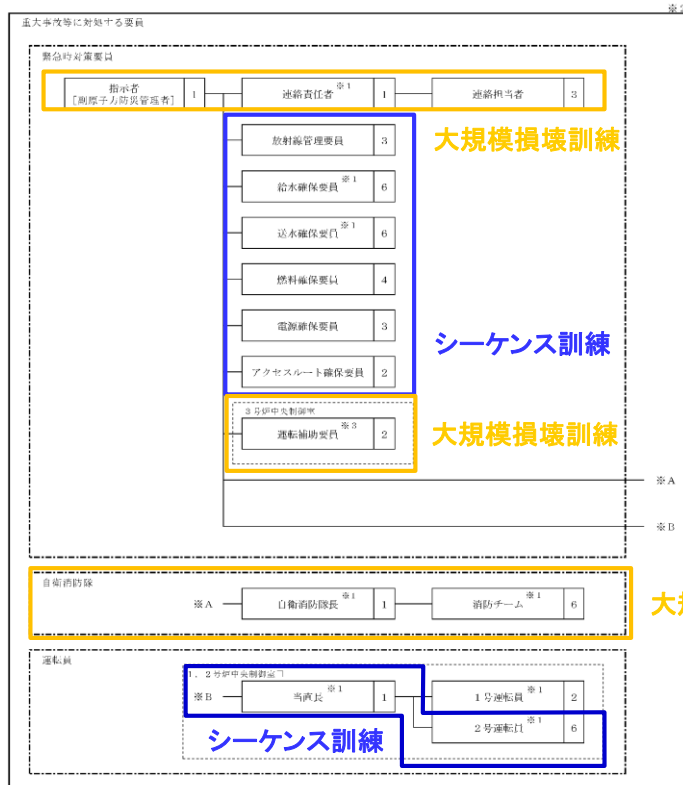 ※
重大事故等に対処する要員
緊急時対策要員
指示者
[副原子力防災管理者]
1
連絡責任者
※1
1
連絡担当者
3
大規模損壊訓練
放射線管理要員
3
給水確保要員
※1
6
送水確保要員
※1
6
燃料確保要員
4
電源確保要員
3
シーケンス訓練
アクセスルート確保要員
2
3号炉中央制御室
運転補助要員
※3
2
大規模損壊訓練
※A
※B
自衛消防隊
※A
自衛消防隊長
※1
1
消防チーム
※1
6
大
運転員
1，2号炉中央制御室
※B
当直長
※1
1
1号運転員
※1
2
2号運転員
※1
6
シーケンス訓練